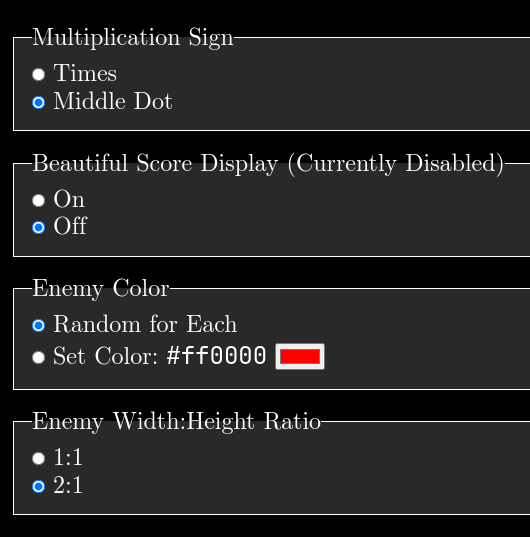 Multiplication Sign
Times
Middle Dot
Beautiful Score Display (Currently Disabled)
On
Off
Enemy Color
Random for Each
Set Color: #ff0000
Enemy Width:Height Ratio
1:1
2:1